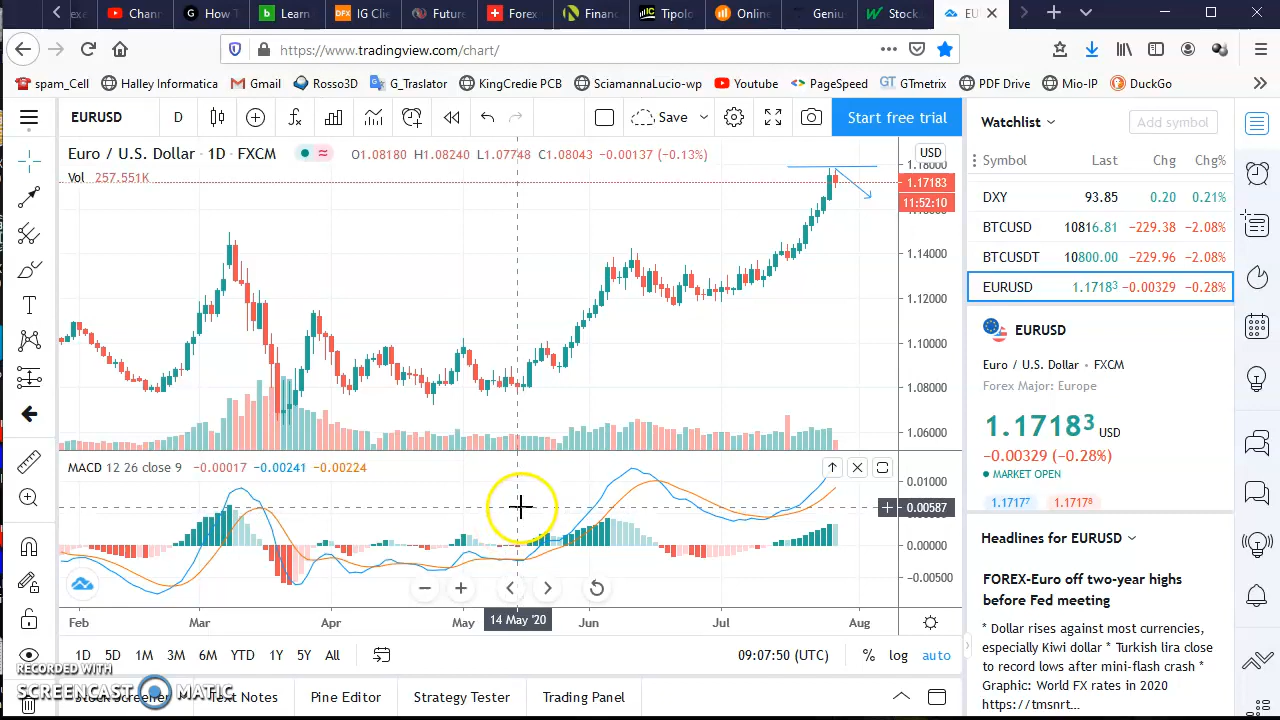 Chann
G How T
b Learn
DFX IG Clie
Future
Forex
Financ
Tipolo
Online
Geniu
Stock
EU
https://www.tradingview.com/chart/
spam_Cell Halley Informatica Gmail Rosso3D G_Traslator KingCredie PCB SciamannaLucio-wp Youtube PageSpeed GT GTmetrix PDF Drive Mio-IP DuckGo
EURUSD D Save Start free trial
Watchlist Add symbol
Euro / U.S. Dollar · 1D · FXCM O1.08180 H1.08240 L1.07748 C1.08043 −0.00137 (−0.13%) USD
Vol 257.551K
Symbol Last Chg Chg%
DXY 93.85 0.20 0.21%
BTCUSD 10816.81 −229.38 −2.08%
BTCUSDT 10800.00 −229.96 −2.08%
EURUSD 1.17183 −0.00329 −0.28%
1.18000
1.17183
11:52:10
1.14000
1.12000
1.10000
1.08000
1.06000
EURUSD
Euro / U.S. Dollar · FXCM
Forex Major: Europe
1.17183 USD
−0.00329 (−0.28%)
MARKET OPEN
1.17177 1.17178
MACD 12 26 close 9 −0.00017 −0.00241 −0.00224
0.01000
0.00587
0.00000
−0.00500
Feb Mar Apr May 14 May '20 Jun Jul Aug
Headlines for EURUSD
FOREX-Euro off two-year highs
before Fed meeting
* Dollar rises against most currencies,
especially Kiwi dollar * Turkish lira close
to record lows after mini-flash crash *
Graphic: World FX rates in 2020
https://tmsnrt...
1D 5D 1M 3M 6M YTD 1Y 5Y All 09:07:50 (UTC) % log auto
RECORDED WITH
SCREENCAST MATIC
Stock Screener Text Notes Pine Editor Strategy Tester Trading Panel